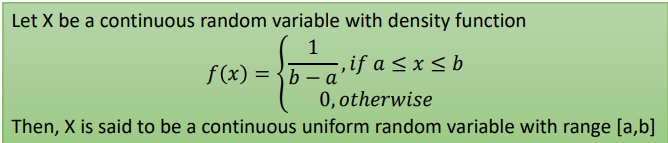 Let X be a continuous random variable with density function
f(x) = { 1/(b − a), if a ≤ x ≤ b
0, otherwise
Then, X is said to be a continuous uniform random variable with range [a,b]